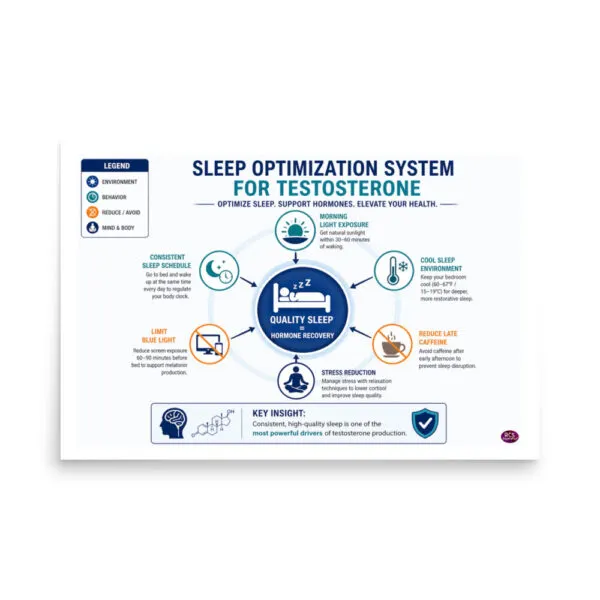 LEGEND
ENVIRONMENT
BEHAVIOR
REDUCE / AVOID
MIND & BODY
SLEEP OPTIMIZATION SYSTEM
FOR TESTOSTERONE
OPTIMIZE SLEEP. SUPPORT HORMONES. ELEVATE YOUR HEALTH.
MORNING
LIGHT EXPOSURE
Get natural sunlight
within 30–60 minutes
of waking.
CONSISTENT
SLEEP SCHEDULE
Go to bed and wake
up at the same time
every day to regulate
your body clock.
COOL SLEEP
ENVIRONMENT
Keep your bedroom
cool (60–67°F /
15–19°C) for deeper,
more restorative sleep.
z z Z
QUALITY SLEEP
=
HORMONE RECOVERY
LIMIT
BLUE LIGHT
Reduce screen exposure
60–90 minutes before
bed to support melatonin
production.
REDUCE LATE
CAFFEINE
Avoid caffeine after
early afternoon to
prevent sleep disruption.
STRESS REDUCTION
Manage stress with relaxation
techniques to lower cortisol
and improve sleep quality.
OH
O
KEY INSIGHT:
Consistent, high-quality sleep is one of the
most powerful drivers of testosterone production.